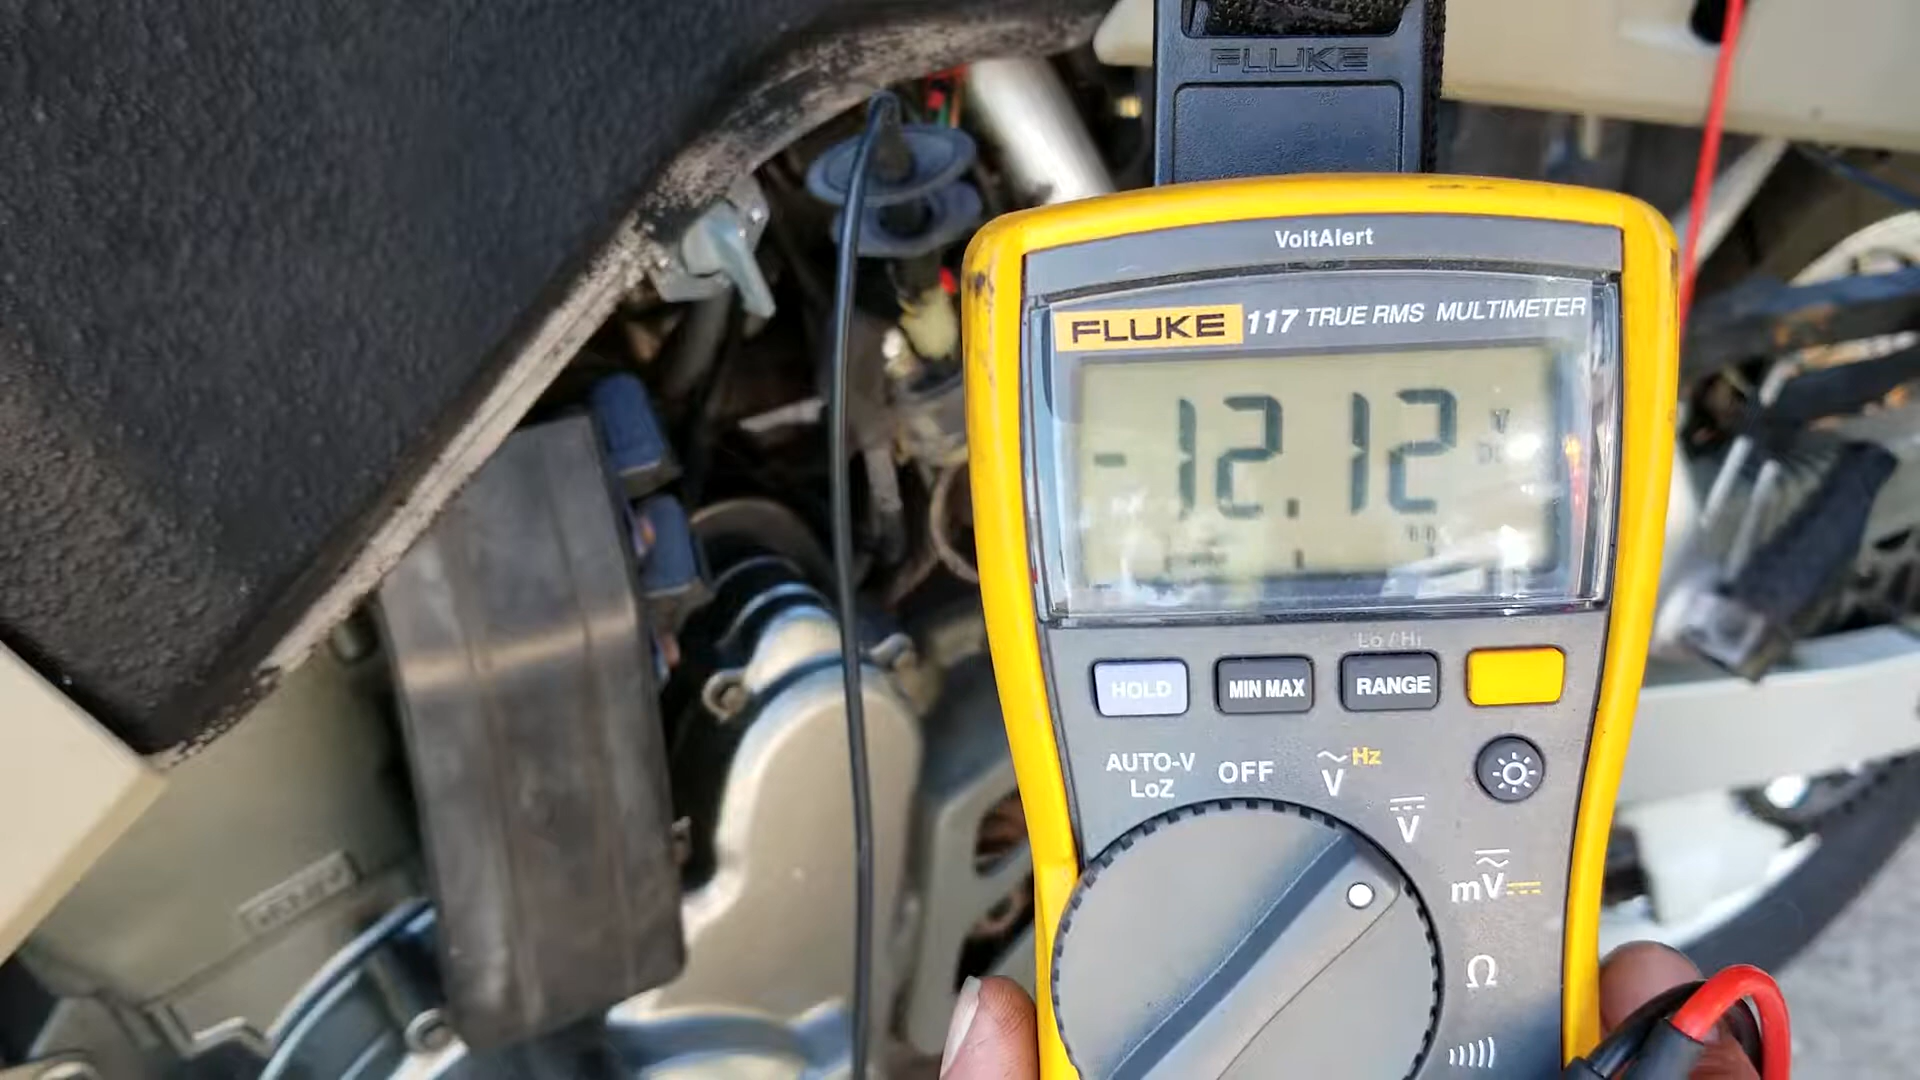 FLUKE
VoltAlert
FLUKE 117 TRUE RMS MULTIMETER
-12.12 V
DC
Lo / Hi
HOLD MIN MAX RANGE
AUTO-V
LoZ
OFF
V Hz
V
mV
Ω